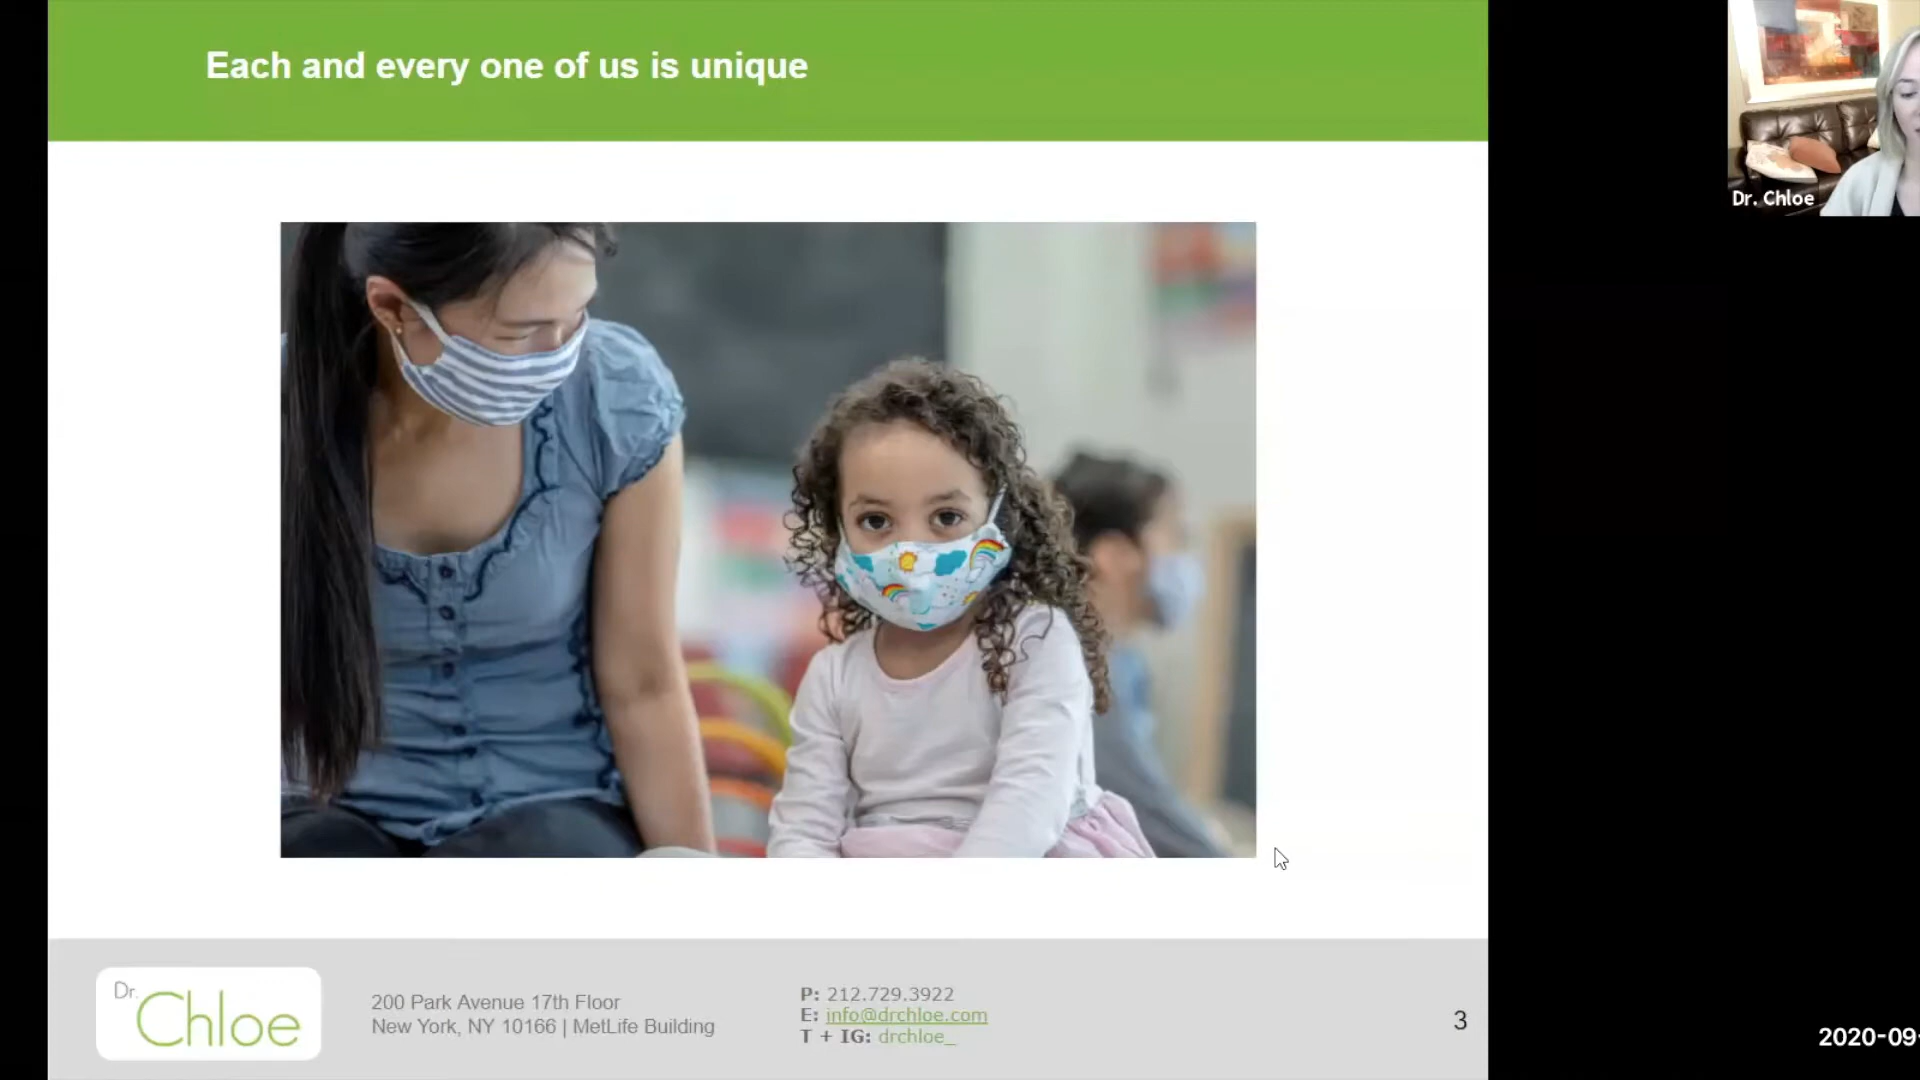 Each and every one of us is unique
Dr. Chloe
Dr.
Chloe
200 Park Avenue 17th Floor
New York, NY 10166 | MetLife Building
P: 212.729.3922
E: info@drchloe.com
T + IG: drchloe_
3
2020-09-